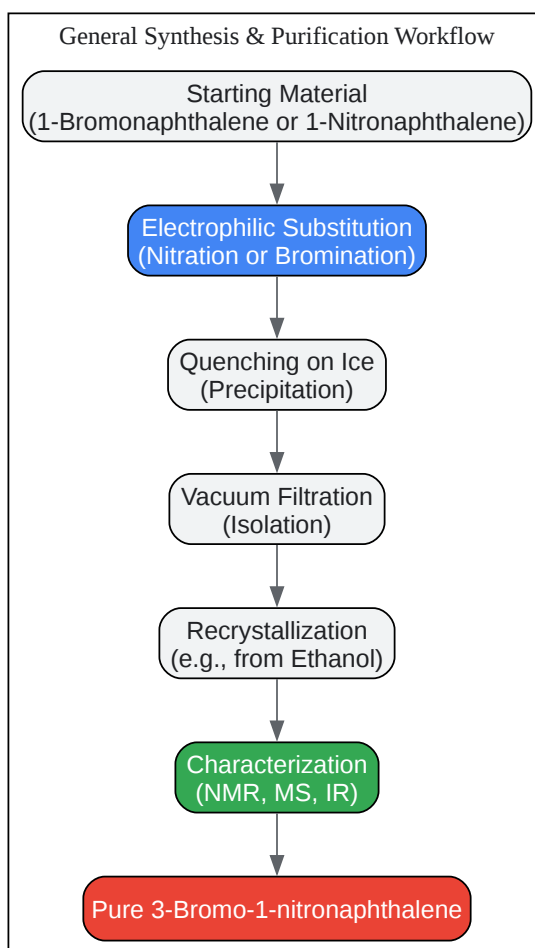 General Synthesis & Purification Workflow
Starting Material
(1-Bromonaphthalene or 1-Nitronaphthalene)
Electrophilic Substitution
(Nitration or Bromination)
Quenching on Ice
(Precipitation)
Vacuum Filtration
(Isolation)
Recrystallization
(e.g., from Ethanol)
Characterization
(NMR, MS, IR)
Pure 3-Bromo-1-nitronaphthalene